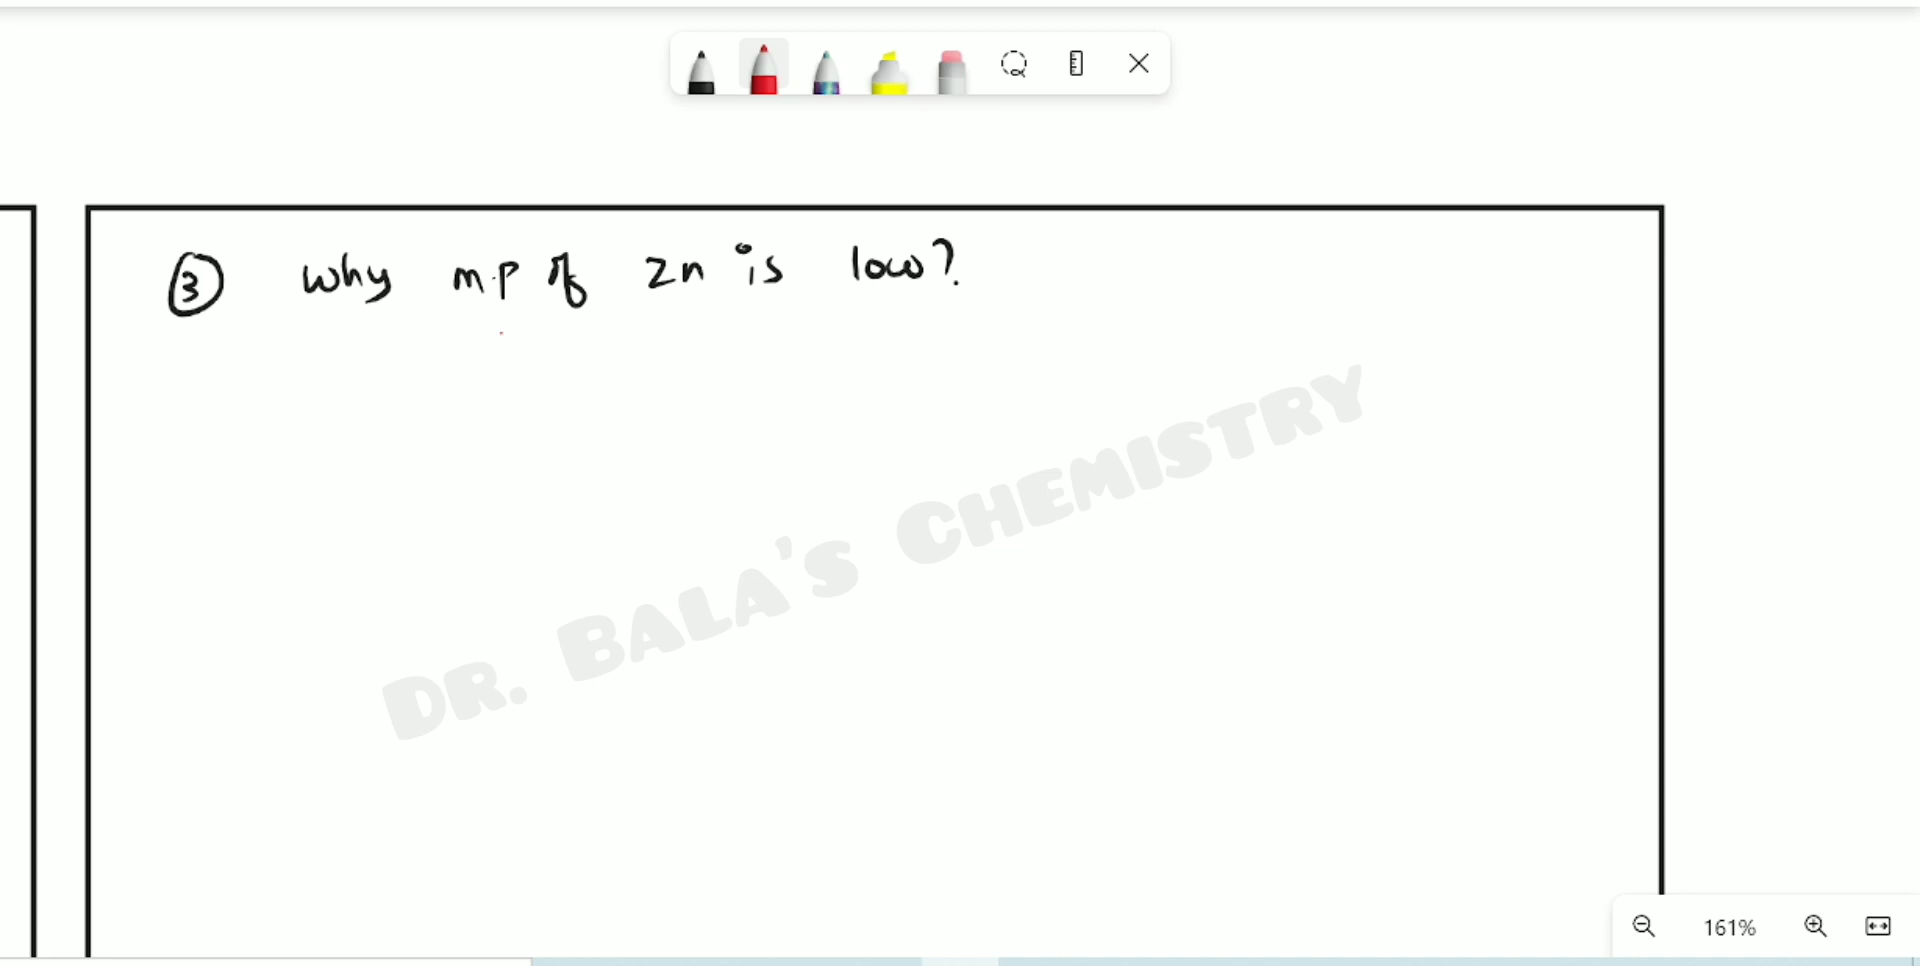 ③ why m.p of Zn is low?
DR. BALA'S CHEMISTRY
161%